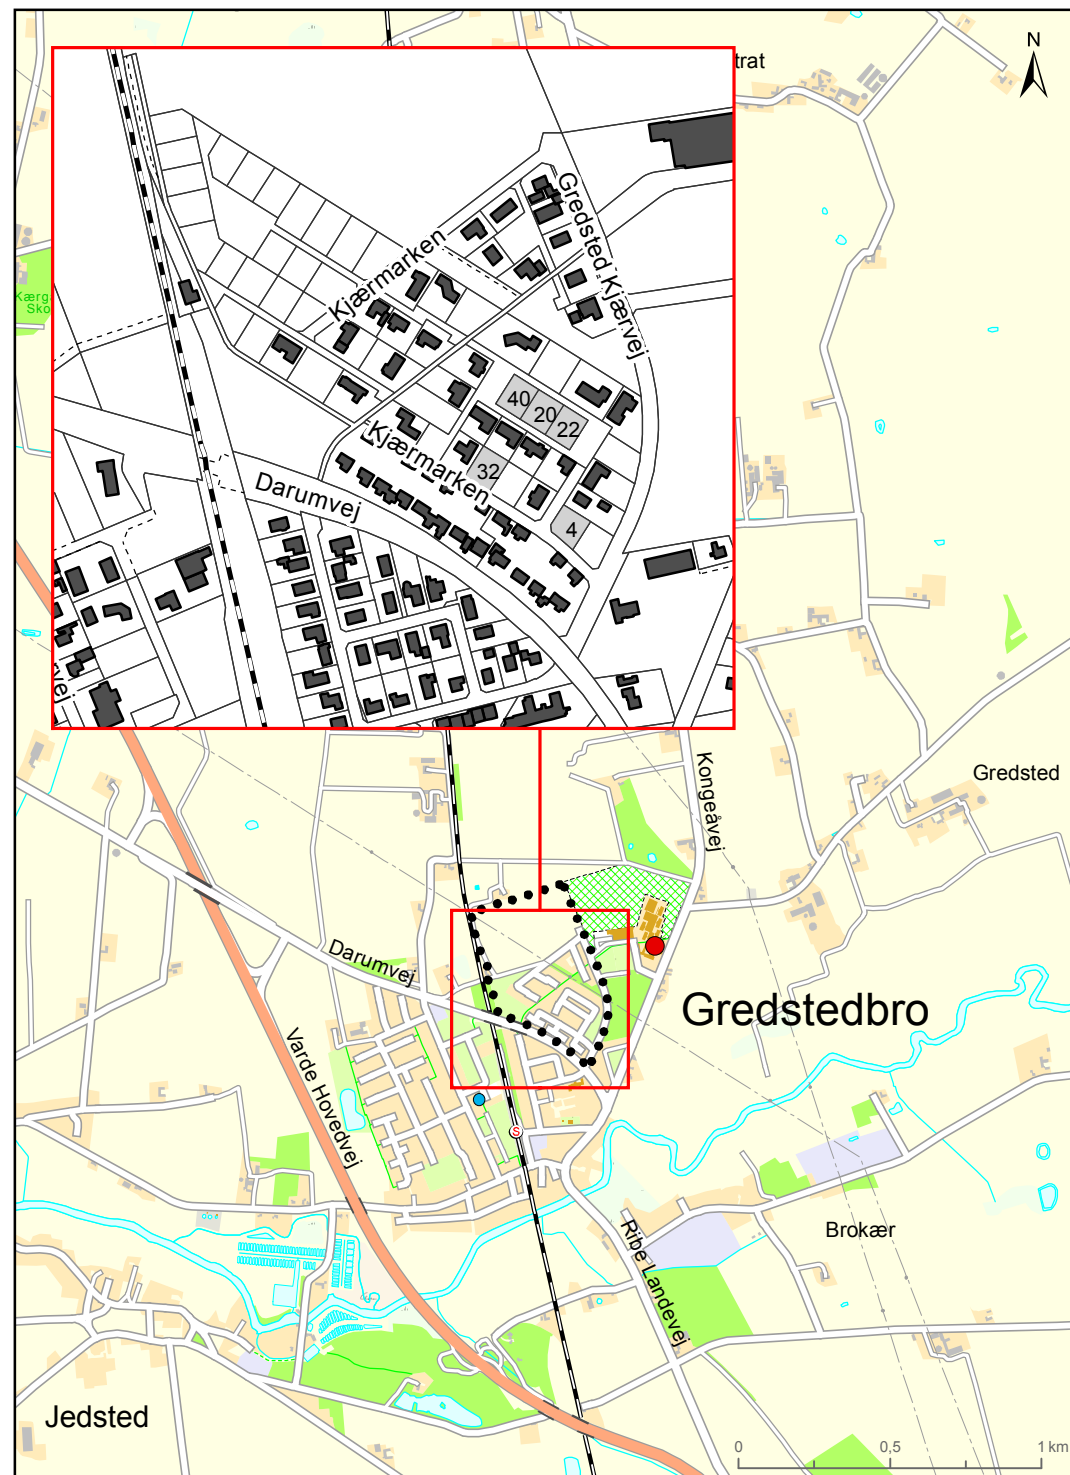 trat
N
Gredsted Kjærvej
Kjærmarken
40
20
22
Kjærmarken
32
Darumvej
4
Kærg
Sko
vej
Kongeåvej
Gredsted
Darumvej
Gredstedbro
Varde Hovedvej
S
Ribe Landevej
Brokær
Jedsted
0
0,5
1 km